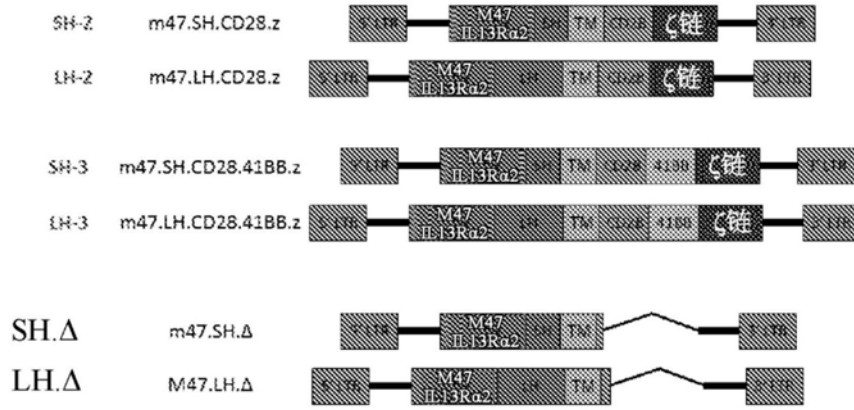 SH-2 m47.SH.CD28.z 5'LTR M47 IL13Rα2 SH TM CD28 ζ链 3'LTR
LH-2 m47.LH.CD28.z 5'LTR M47 IL13Rα2 LH TM CD28 ζ链 3'LTR
SH-3 m47.SH.CD28.41BB.z 5'LTR M47 IL13Rα2 SH TM CD28 41BB ζ链 3'LTR
LH-3 m47.LH.CD28.41BB.z 5'LTR M47 IL13Rα2 LH TM CD28 41BB ζ链 3'LTR
SH.Δ m47.SH.Δ 5'LTR M47 IL13Rα2 SH TM 3'LTR
LH.Δ M47.LH.Δ 5'LTR M47 IL13Rα2 LH TM 3'LTR